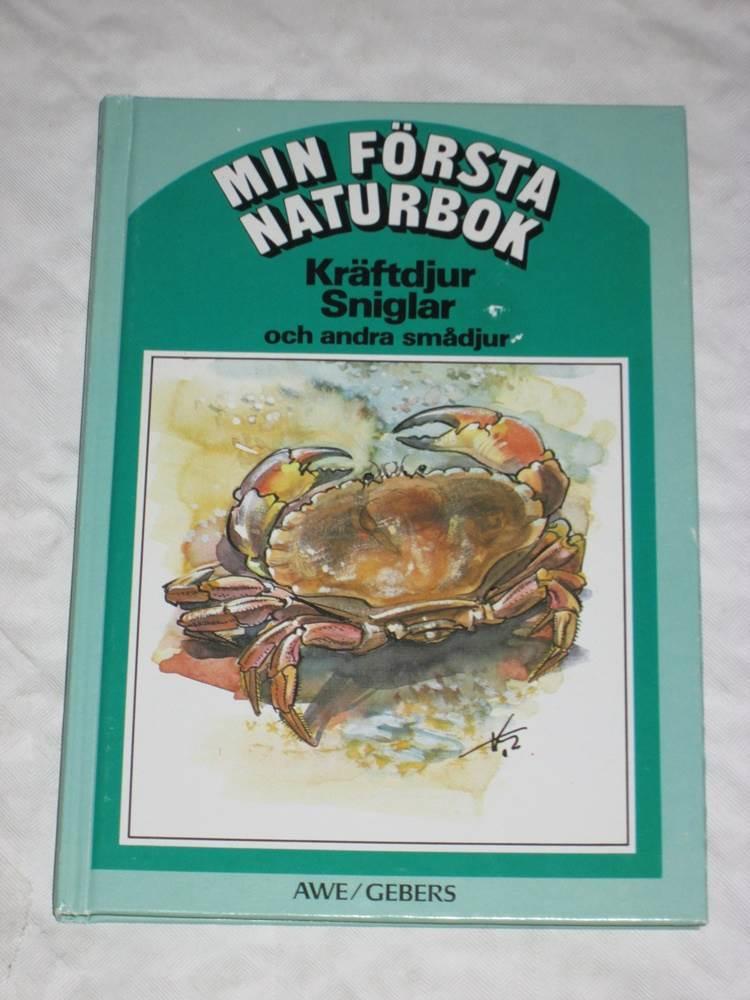 MIN FÖRSTA
NATURBOK
Kräftdjur
Sniglar
och andra smådjur
AWE/GEBERS